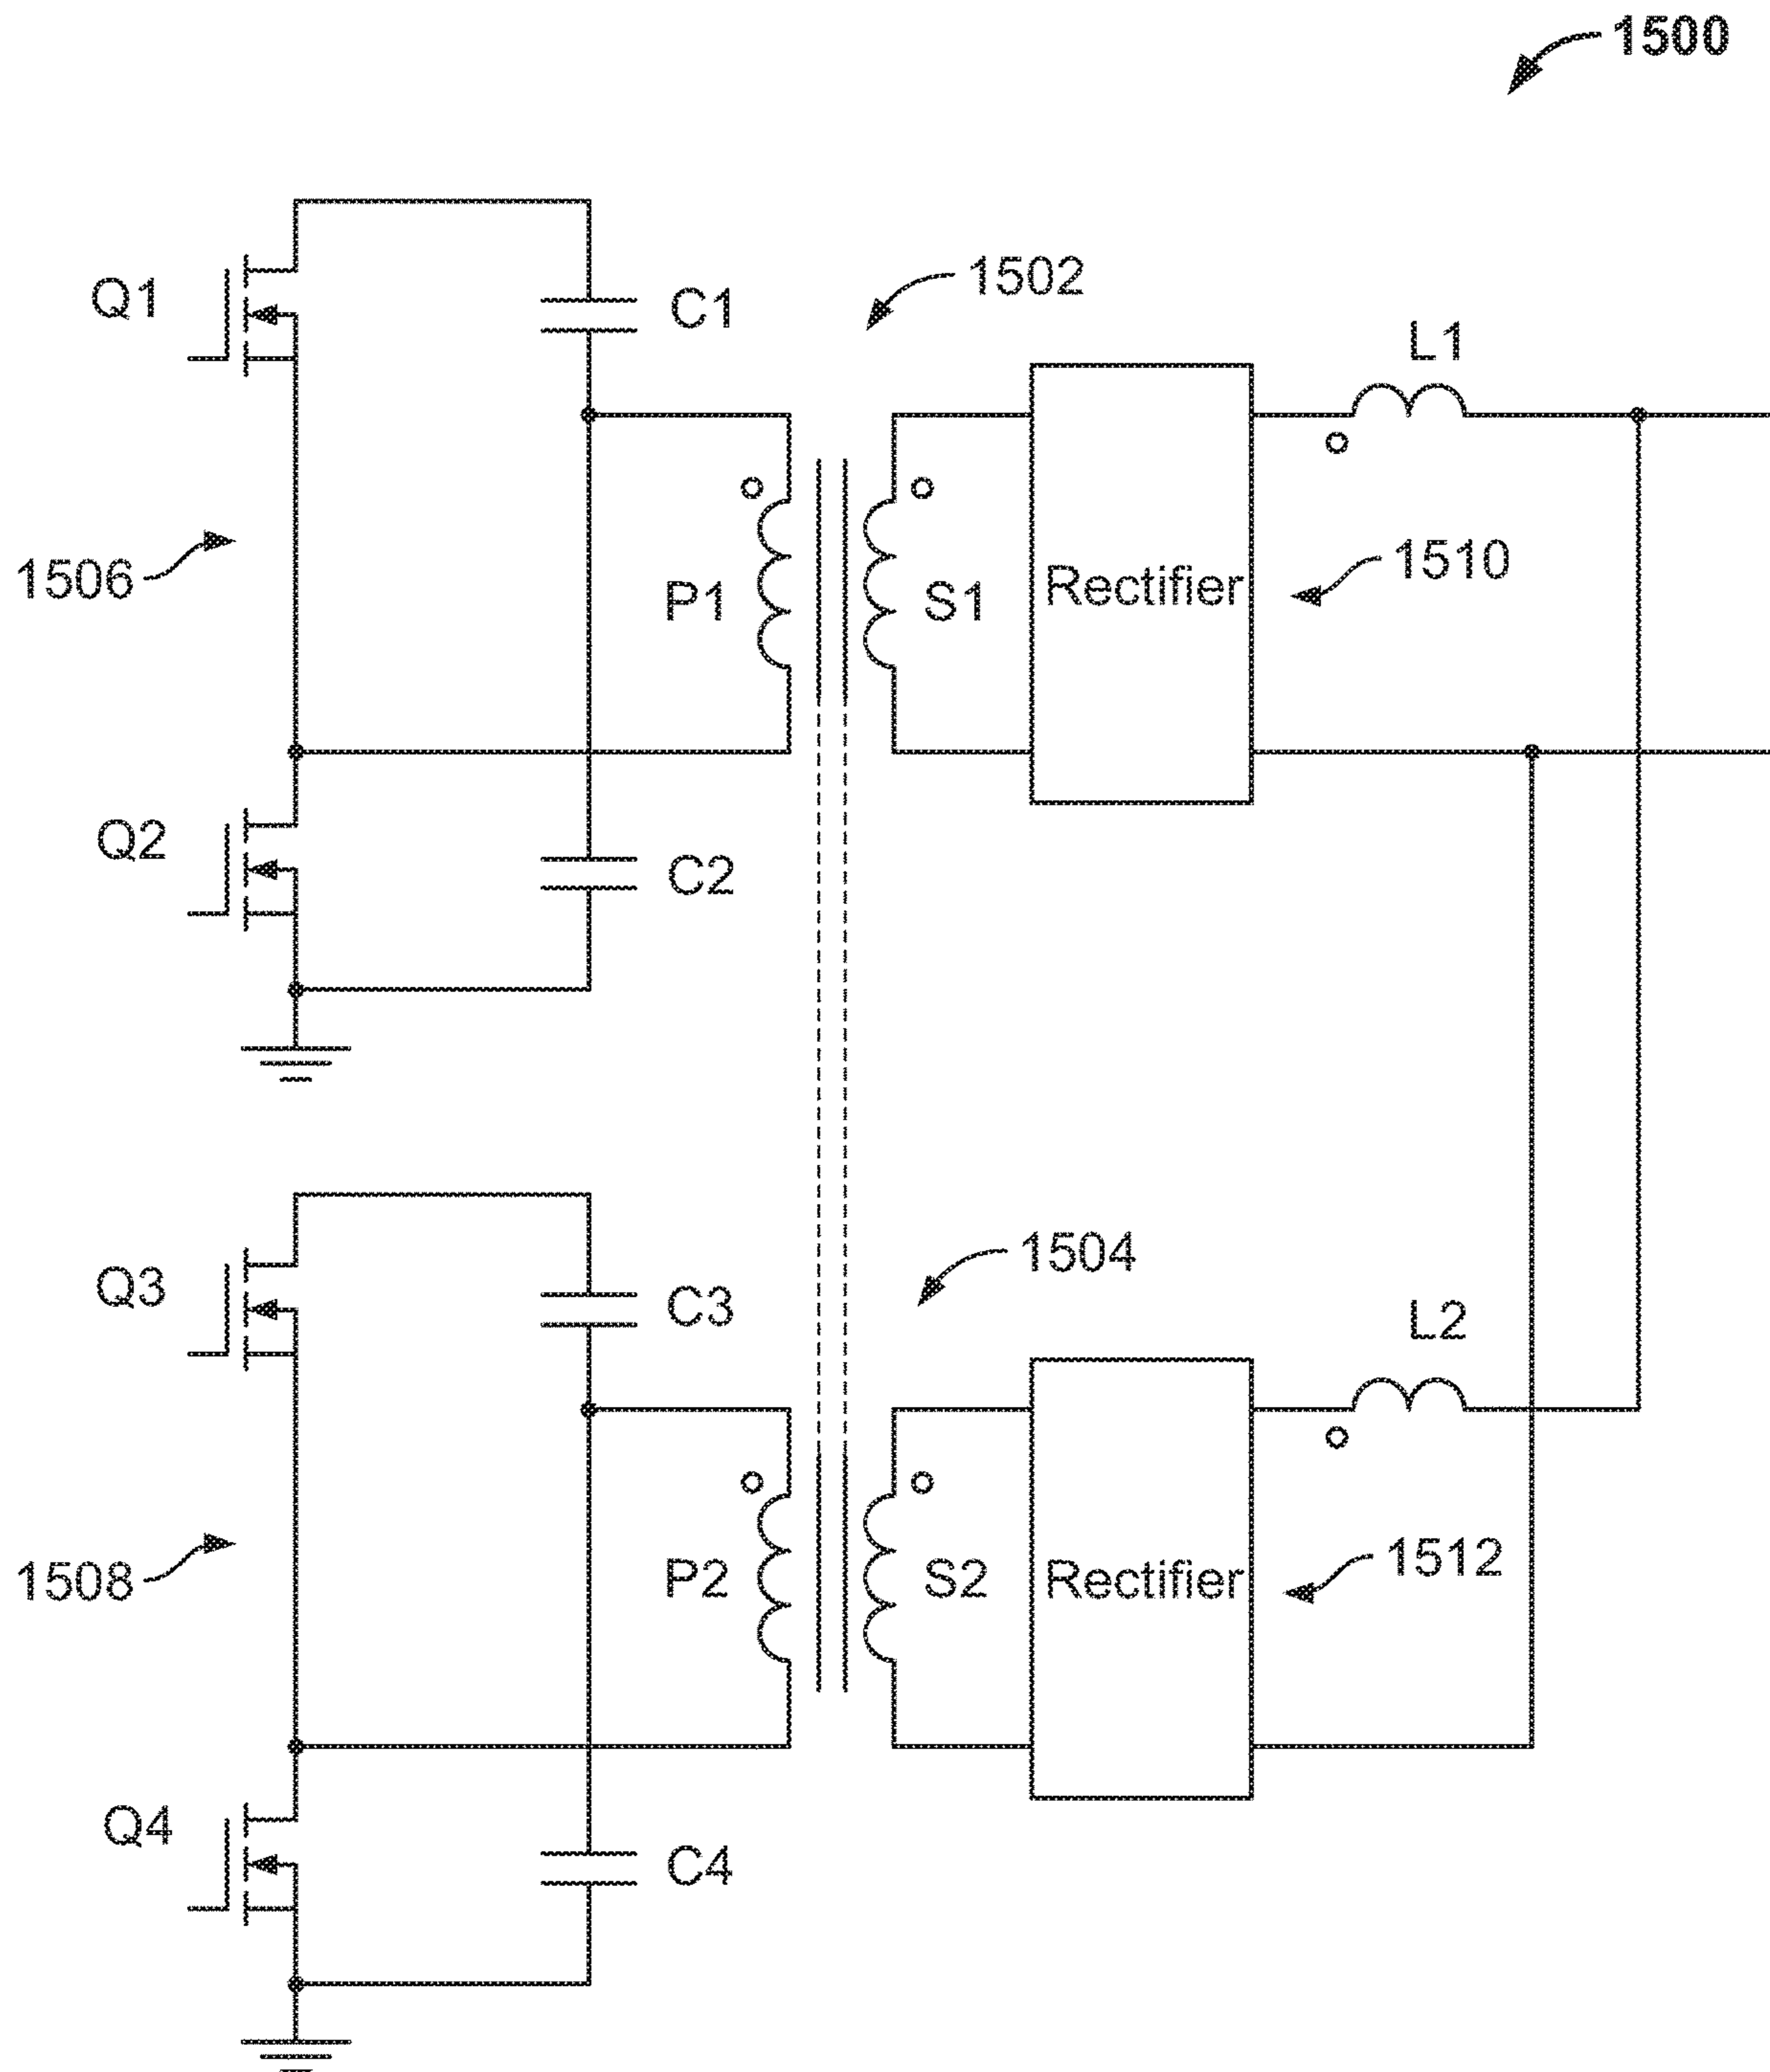 1500
1502
Q1
C1
L1
1506
P1
S1
Rectifier
1510
Q2
C2
1504
Q3
C3
L2
1508
P2
S2
Rectifier
1512
Q4
C4